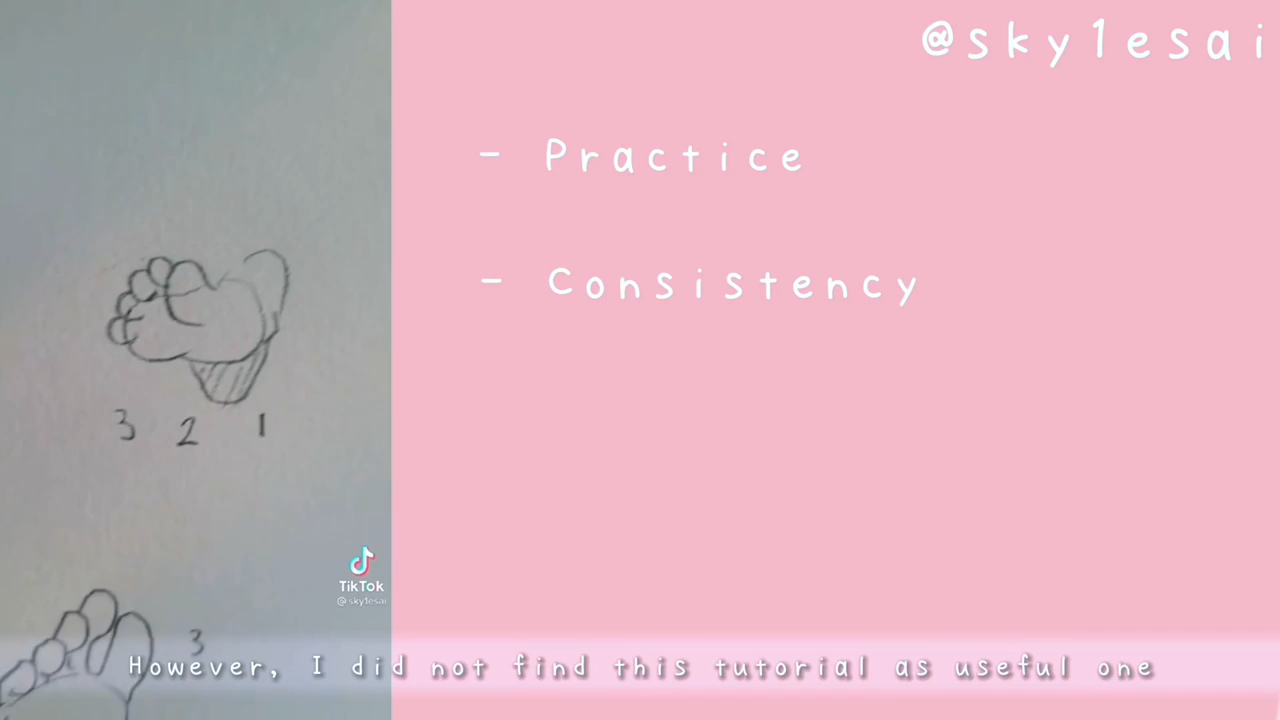 @sky1esai
- Practice
- Consistency
3 2 1
TikTok
@sky1esai
3
However, I did not find this tutorial as useful one